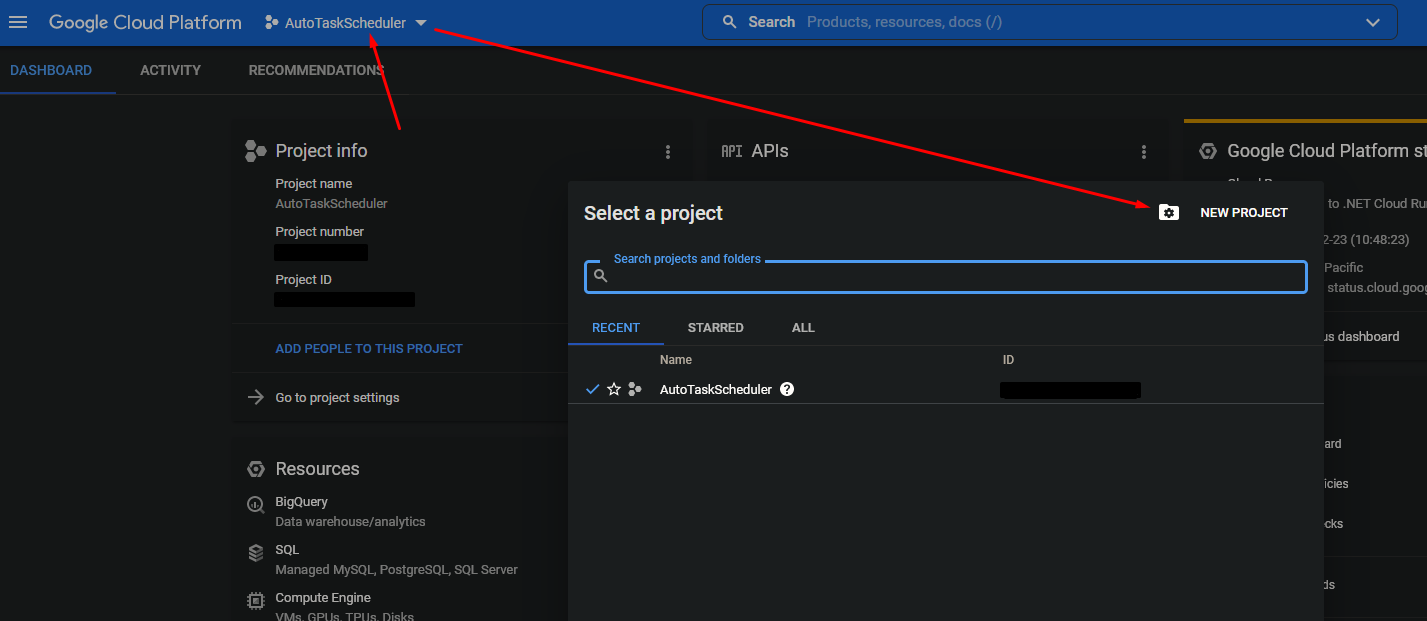 Google Cloud Platform AutoTaskScheduler Search Products, resources, docs (/)
DASHBOARD ACTIVITY RECOMMENDATIONS
Project info
Project name
AutoTaskScheduler
Project number
Project ID
ADD PEOPLE TO THIS PROJECT
Go to project settings
Resources
BigQuery
Data warehouse/analytics
SQL
Managed MySQL, PostgreSQL, SQL Server
Compute Engine
VMs, GPUs, TPUs, Disks
API APIs
Select a project
NEW PROJECT
Search projects and folders
RECENT STARRED ALL
Name ID
AutoTaskScheduler ?
Google Cloud Platform st
to .NET Cloud Ru
2-23 (10:48:23)
Pacific
status.cloud.goog
us dashboard
ard
icies
cks
ds